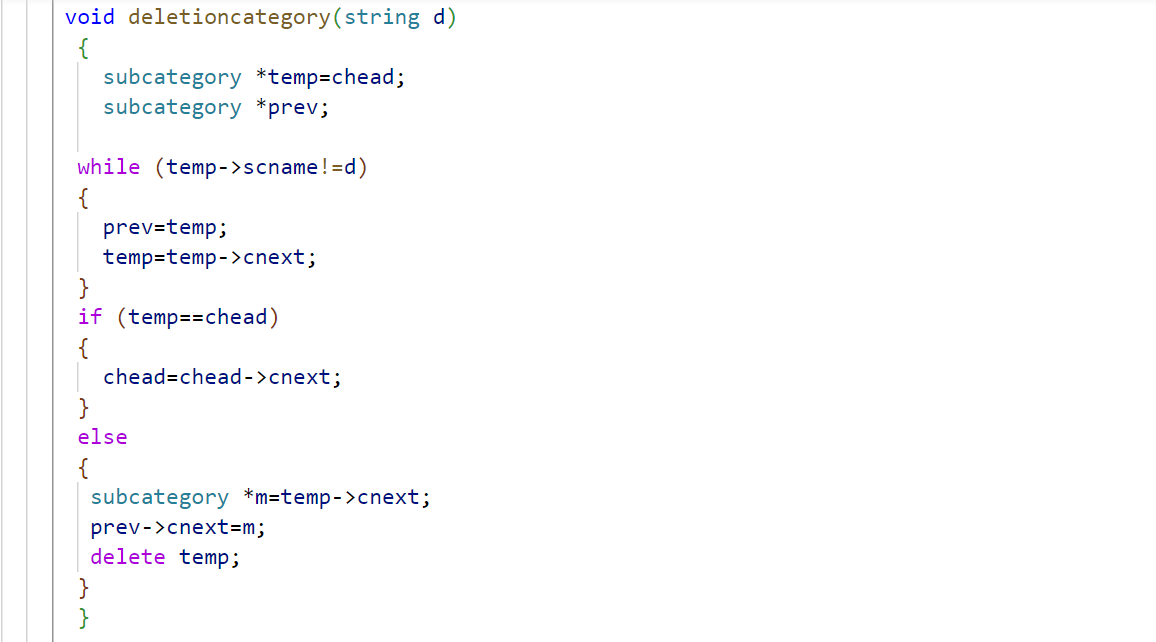 void deletioncategory(string d)
{
subcategory *temp=chead;
subcategory *prev;
while (temp->scname!=d)
{
prev=temp;
temp=temp->cnext;
}
if (temp==chead)
{
chead=chead->cnext;
}
else
{
subcategory *m=temp->cnext;
prev->cnext=m;
delete temp;
}
}